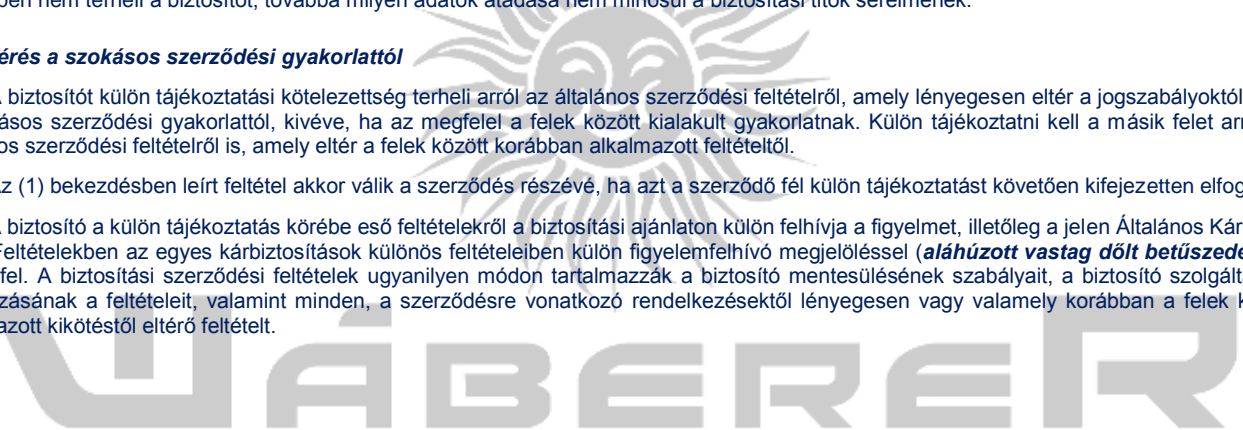 terheli a biztosítót, továbbá milyen adatok átadása nem minősül a biztosítási titok sérelmének.
érés a szokásos szerződési gyakorlattól
A biztosítót külön tájékoztatási kötelezettség terheli arról az általános szerződési feltételről, amely lényegesen eltér a jogszabályoktól
ásos szerződési gyakorlattól, kivéve, ha az megfelel a felek között kialakult gyakorlatnak. Külön tájékoztatni kell a másik felet arr
os szerződési feltételről is, amely eltér a felek között korábban alkalmazott feltételtől.
Az (1) bekezdésben leírt feltétel akkor válik a szerződés részévé, ha azt a szerződő fél külön tájékoztatást követően kifejezetten elfog
A biztosító a külön tájékoztatás körébe eső feltételekről a biztosítási ajánlaton külön felhívja a figyelmet, illetőleg a jelen Általános Kár
Feltételekben az egyes kárbiztosítások különös feltételeiben külön figyelemfelhívó megjelöléssel (aláhúzott vastag dőlt betűszede
fel. A biztosítási szerződési feltételek ugyanilyen módon tartalmazzák a biztosító mentesülésének szabályait, a biztosító szolgálta
ozásának a feltételeit, valamint minden, a szerződésre vonatkozó rendelkezésektől lényegesen vagy valamely korábban a felek k
azott kikötéstől eltérő feltételt.
WÁBERER